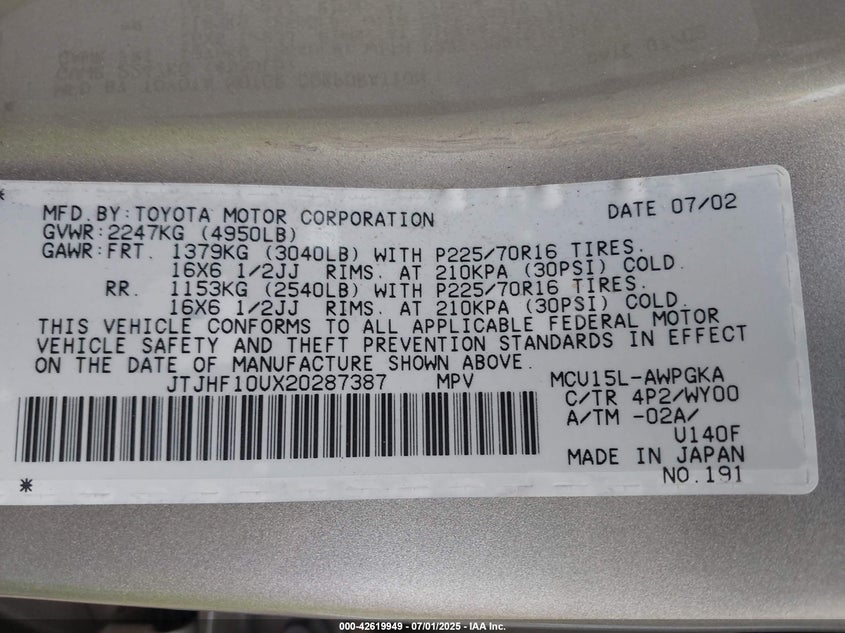 MFD.BY:TOYOTA MOTOR CORPORATION DATE 07/02
GVWR:2247KG (4950LB)
GAWR:FRT. 1379KG (3040LB) WITH P225/70R16 TIRES.
16X6 1/2JJ RIMS. AT 210KPA (30PSI) COLD.
RR. 1153KG (2540LB) WITH P225/70R16 TIRES.
16X6 1/2JJ RIMS. AT 210KPA (30PSI) COLD.
THIS VEHICLE CONFORMS TO ALL APPLICABLE FEDERAL MOTOR
VEHICLE SAFETY AND THEFT PREVENTION STANDARDS IN EFFECT
ON THE DATE OF MANUFACTURE SHOWN ABOVE.
JTJHF10UX20287387 MPV MCU15L-AWPGKA
C/TR 4P2/WY00
A/TM -02A/
U140F
MADE IN JAPAN
NO.191
000-42619949 - 07/01/2025 - IAA Inc.